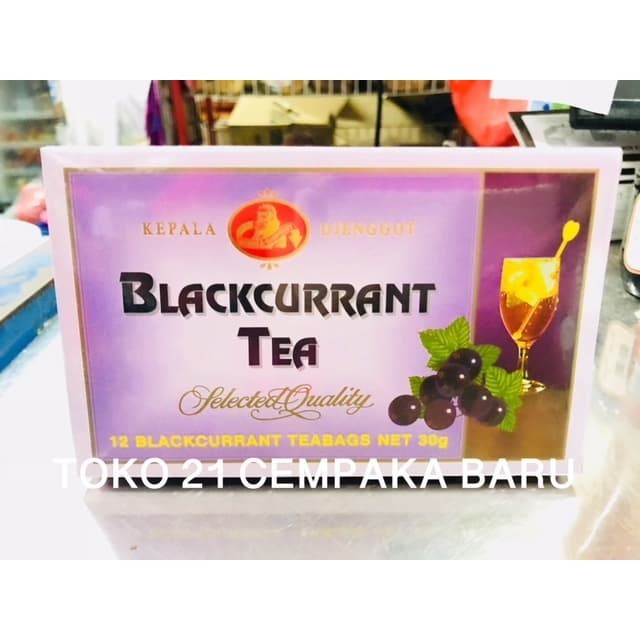 KEPALA DJENGGOT
BLACKCURRANT
TEA
Selected Quality
12 BLACKCURRANT TEABAGS NET 30g
TOKO 21 CEMPAKA BARU